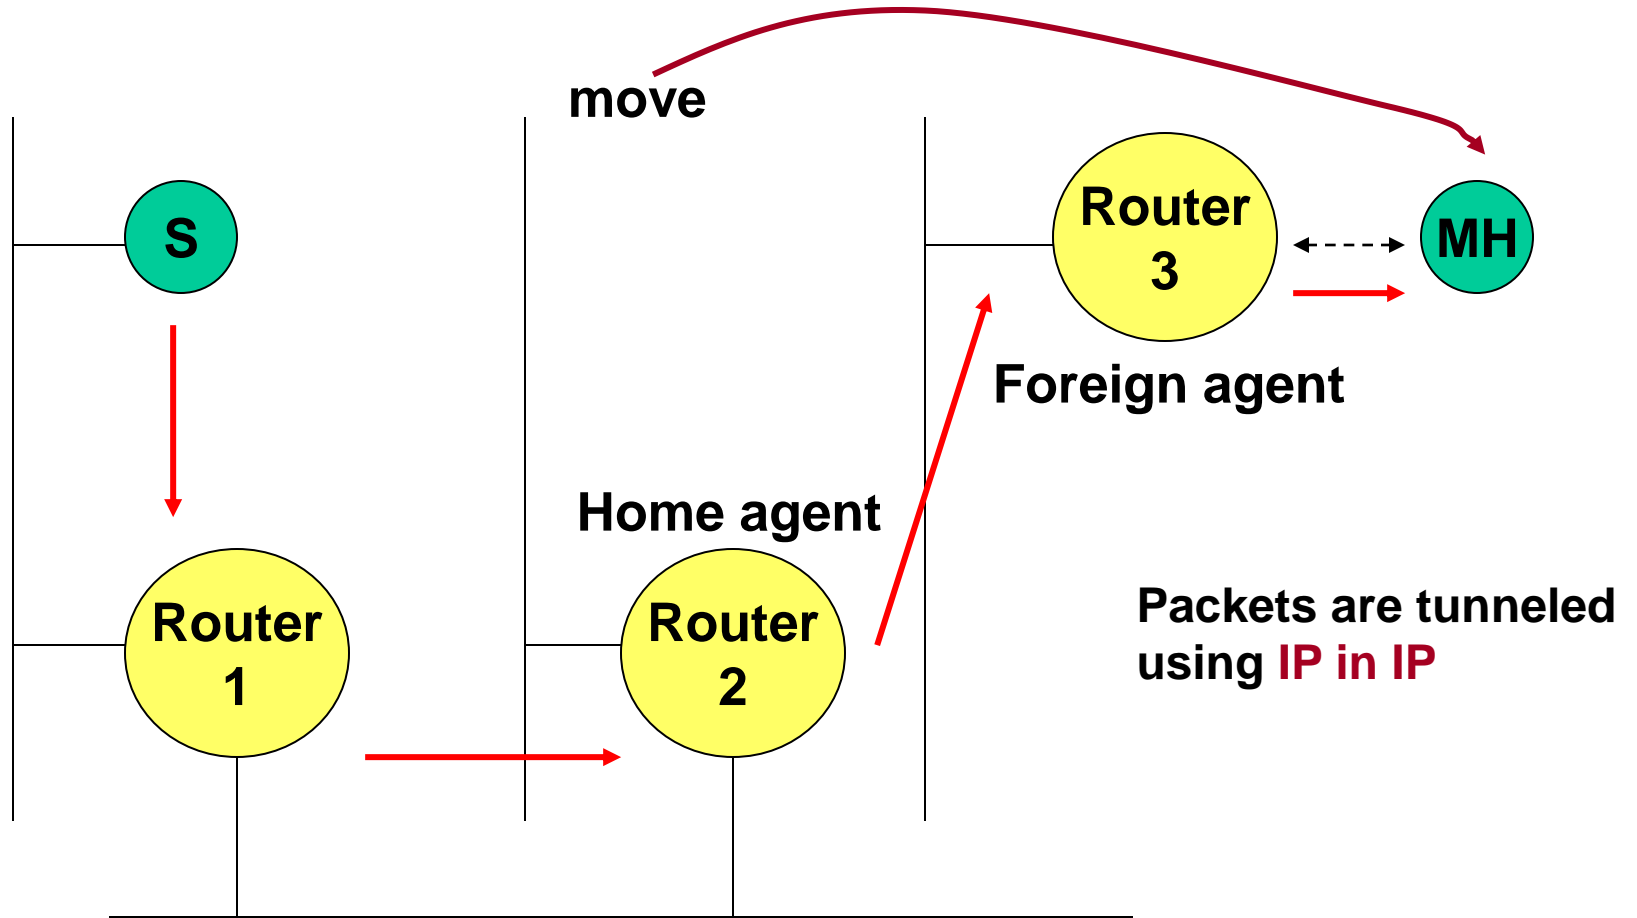 move
S
Router
3
MH
Foreign agent
Home agent
Router
1
Router
2
Packets are tunneled
using IP in IP